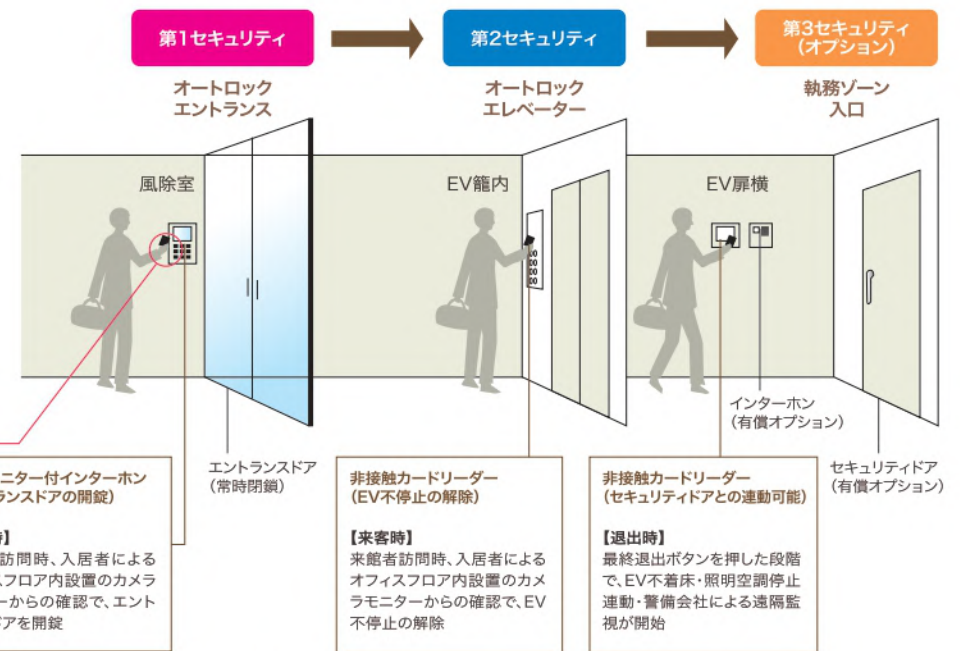 第1セキュリティ
第2セキュリティ
第3セキュリティ
(オプション)
オートロック
エントランス
オートロック
エレベーター
執務ゾーン
入口
風除室
EV籠内
EV扉横
インターホン
(有償オプション)
エントランスドア
(常時閉鎖)
セキュリティドア
(有償オプション)
ニター付インターホン
ランスドアの開錠)
】
訪問時、入居者による
フロア内設置のカメラ
ーからの確認で、エント
アを開錠
非接触カードリーダー
(EV不停止の解除)
【来客時】
来館者訪問時、入居者による
オフィスフロア内設置のカメ
ラモニターからの確認で、EV
不停止の解除
非接触カードリーダー
(セキュリティドアとの連動可能)
【退出時】
最終退出ボタンを押した段階
で、EV不着床・照明空調停止
連動・警備会社による遠隔監
視が開始